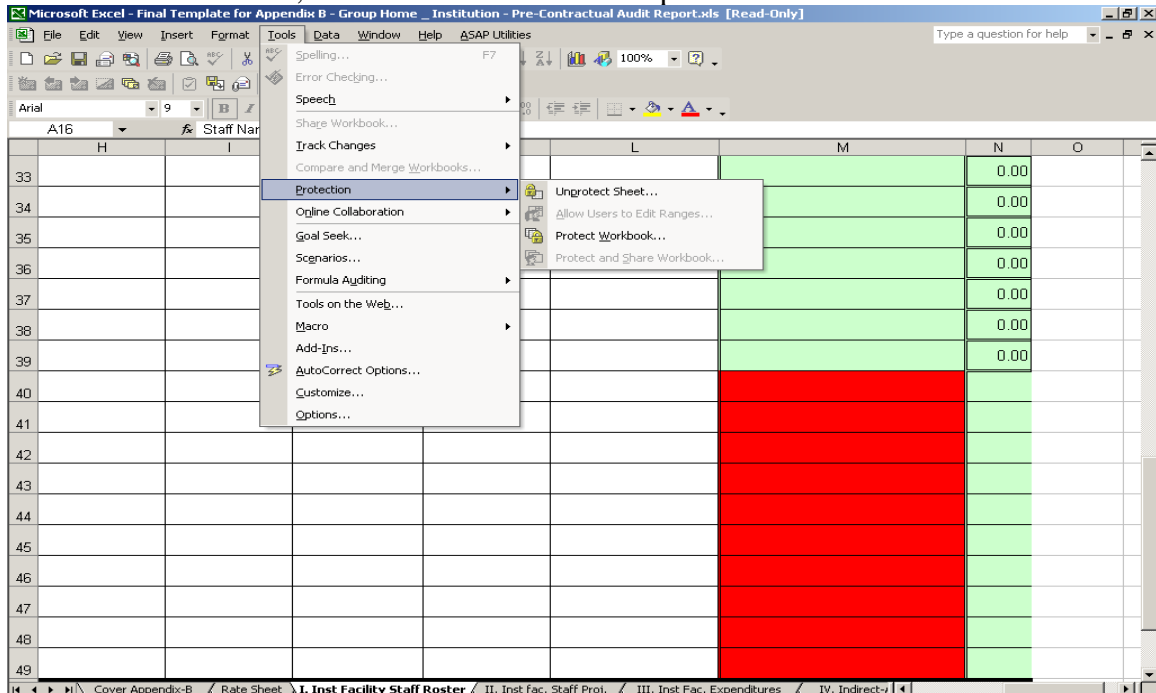 Microsoft Excel - Final Template for Appendix B - Group Home _ Institution - Pre-Contractual Audit Report.xls [Read-Only]
File Edit View Insert Format Tools Data Window Help ASAP Utilities Type a question for help
100%
Arial 9 B I A
A16 fx Staff Nar
Spelling... F7
Error Checking...
Speech
Share Workbook...
Track Changes
Compare and Merge Workbooks...
Protection
Online Collaboration
Goal Seek...
Scenarios...
Formula Auditing
Tools on the Web...
Macro
Add-Ins...
AutoCorrect Options...
Customize...
Options...
Unprotect Sheet...
Allow Users to Edit Ranges...
Protect Workbook...
Protect and Share Workbook...
H I L M N O
33 0.00
34 0.00
35 0.00
36 0.00
37 0.00
38 0.00
39 0.00
40
41
42
43
44
45
46
47
48
49
Cover Appendix-B / Rate Sheet \ I. Inst Facility Staff Roster / II. Inst fac. Staff Proj. / III. Inst Fac. Expenditures / IV. Indirect-